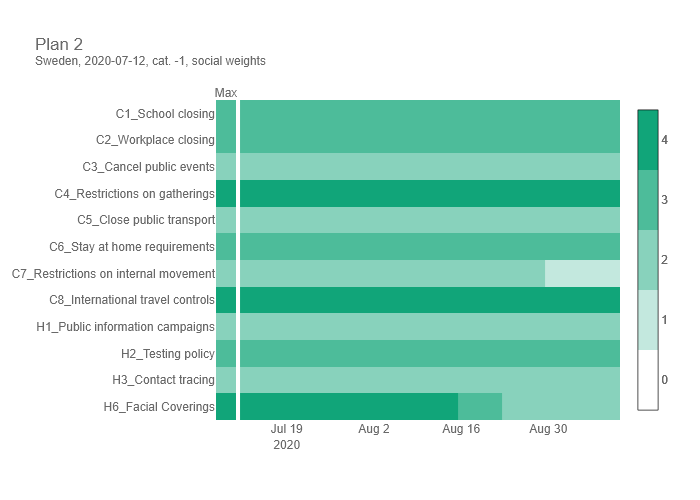 Plan 2
Sweden, 2020-07-12, cat. -1, social weights
Max
C1_School closing
C2_Workplace closing
C3_Cancel public events
C4_Restrictions on gatherings
C5_Close public transport
C6_Stay at home requirements
C7_Restrictions on internal movement
C8_International travel controls
H1_Public information campaigns
H2_Testing policy
H3_Contact tracing
H6_Facial Coverings
Jul 19 Aug 2 Aug 16 Aug 30
2020
4
3
2
1
0